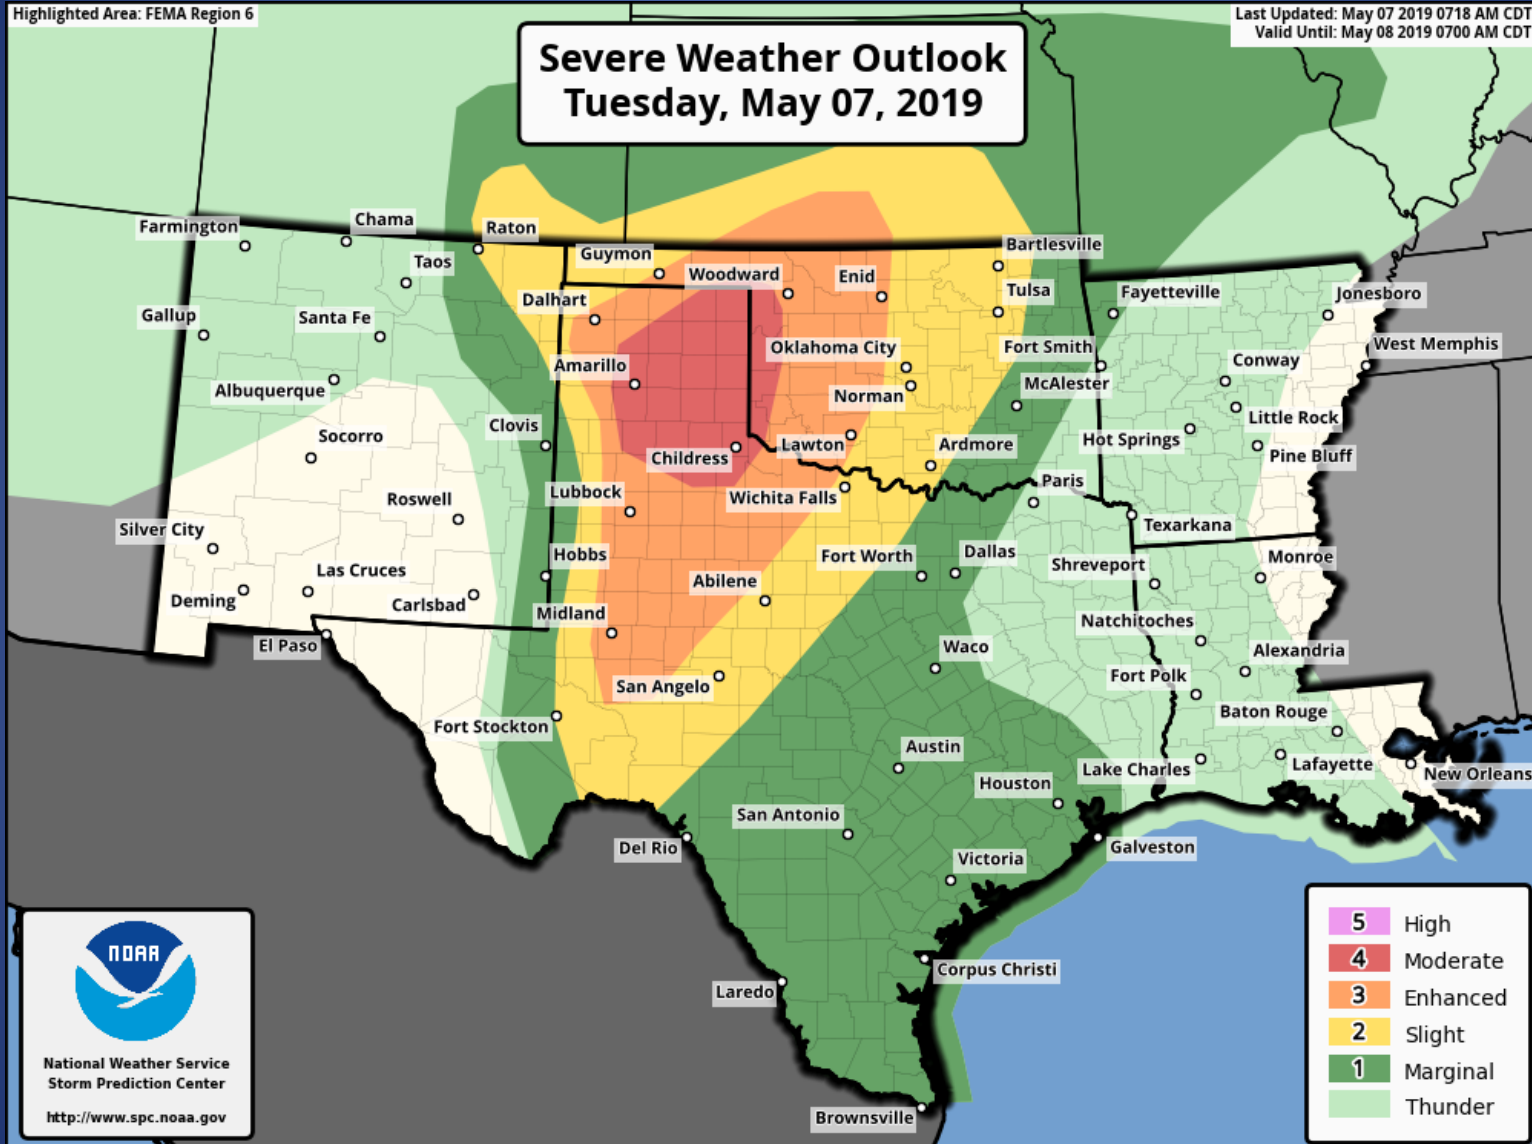 Highlighted Area: FEMA Region 6
Last Updated: May 07 2019 0718 AM CDT
Valid Until: May 08 2019 0700 AM CDT
Severe Weather Outlook
Tuesday, May 07, 2019
Farmington
Chama
Raton
Taos
Guymon
Woodward
Enid
Bartlesville
Dalhart
Tulsa
Fayetteville
Jonesboro
Gallup
Santa Fe
Oklahoma City
Fort Smith
West Memphis
Amarillo
Conway
Albuquerque
Norman
McAlester
Little Rock
Clovis
Socorro
Childress
Lawton
Ardmore
Hot Springs
Pine Bluff
Roswell
Lubbock
Wichita Falls
Paris
Silver City
Texarkana
Hobbs
Fort Worth
Dallas
Shreveport
Monroe
Las Cruces
Abilene
Deming
Carlsbad
Midland
Natchitoches
El Paso
Waco
Alexandria
San Angelo
Fort Polk
Fort Stockton
Baton Rouge
Austin
Lake Charles
Lafayette
New Orleans
Houston
San Antonio
Del Rio
Victoria
Galveston
Corpus Christi
Laredo
Brownsville
NOAA
National Weather Service
Storm Prediction Center
http://www.spc.noaa.gov
5 High
4 Moderate
3 Enhanced
2 Slight
1 Marginal
Thunder